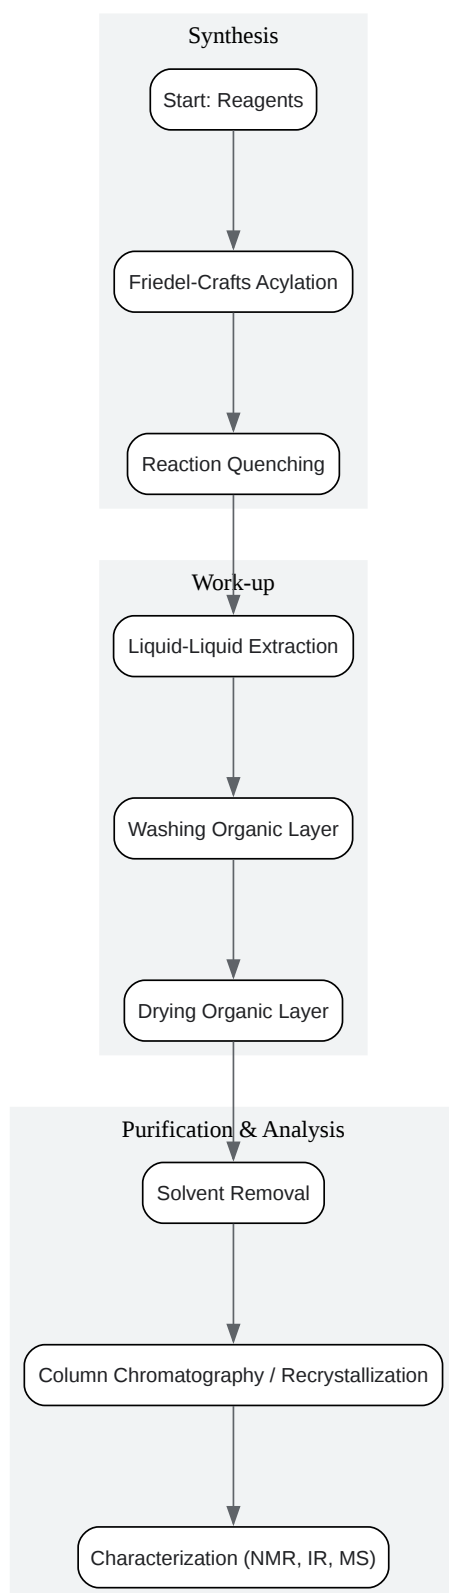 Synthesis
Start: Reagents
Friedel-Crafts Acylation
Reaction Quenching
Work-up
Liquid-Liquid Extraction
Washing Organic Layer
Drying Organic Layer
Purification & Analysis
Solvent Removal
Column Chromatography / Recrystallization
Characterization (NMR, IR, MS)